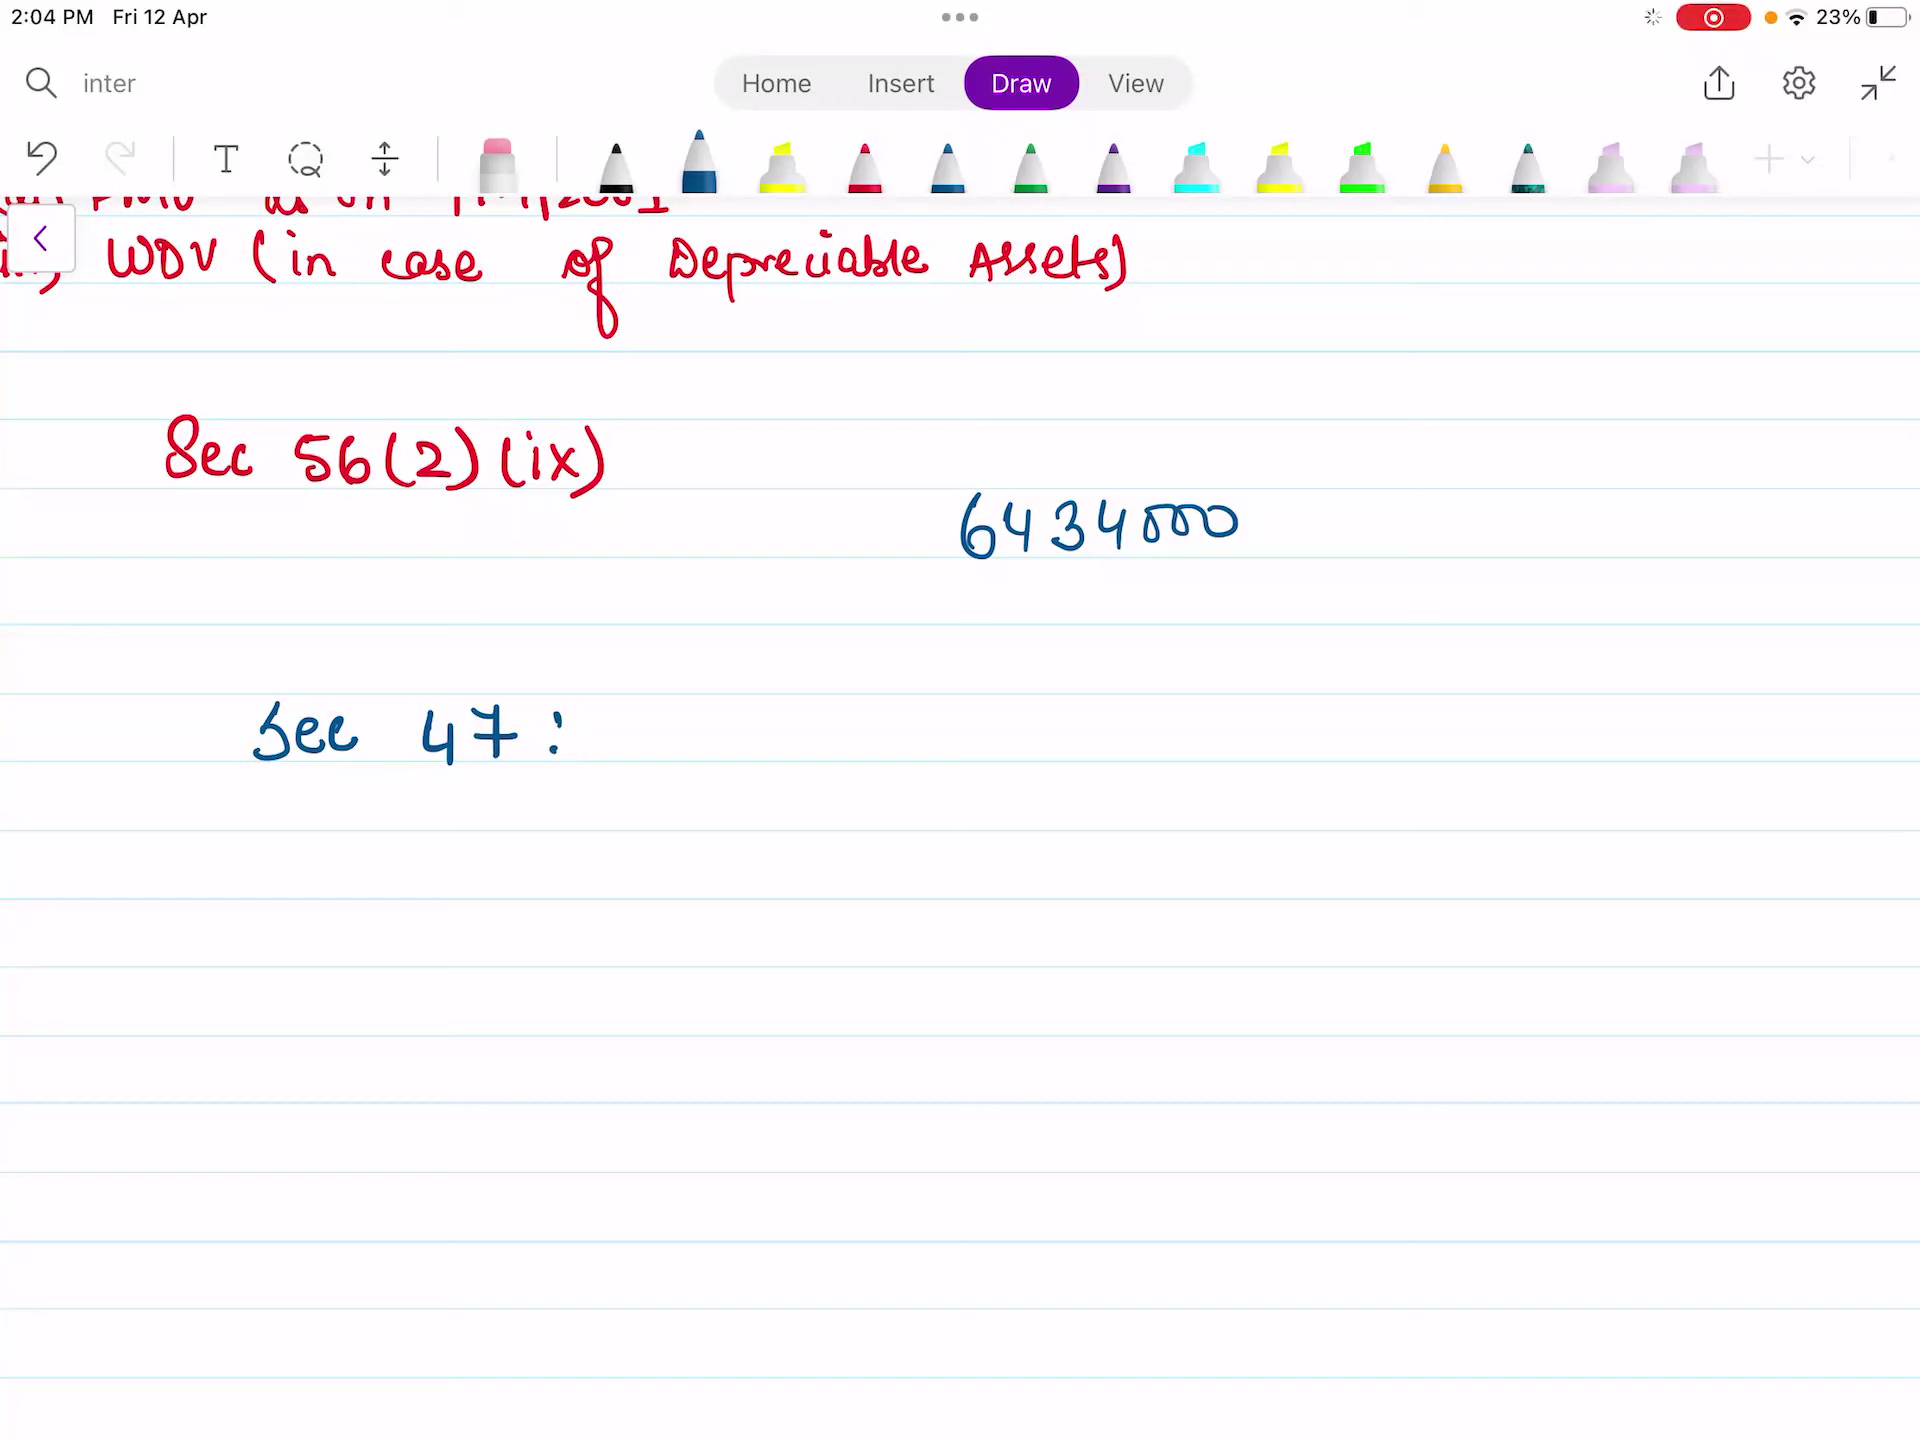 2:04 PM Fri 12 Apr
23%
inter
Home Insert Draw View
T
WDV (in case of Depreciable Assets)
Sec 56(2)(ix)
6434000
Sec 47: